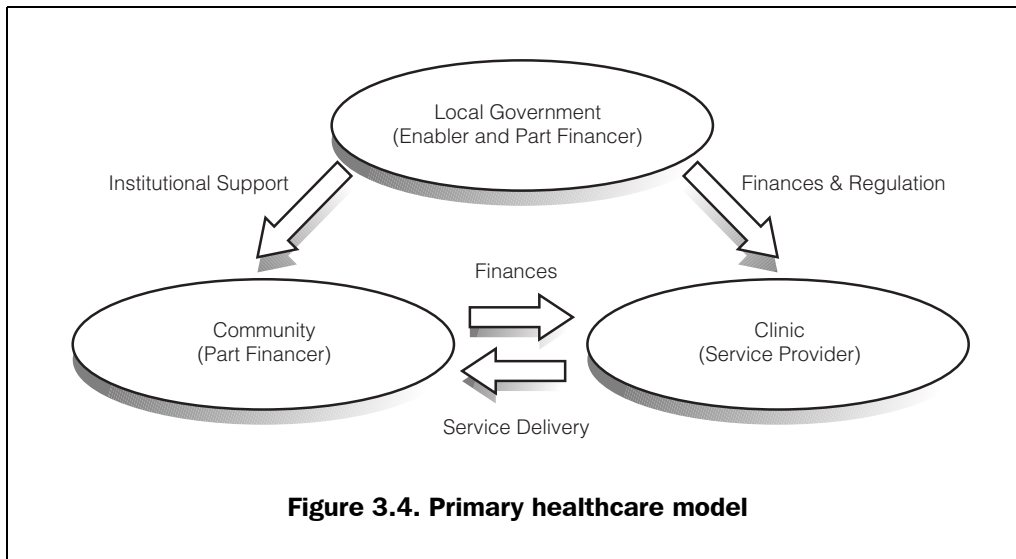 Local Government
(Enabler and Part Financer)
Institutional Support
Finances & Regulation
Finances
Community
(Part Financer)
Clinic
(Service Provider)
Service Delivery
Figure 3.4. Primary healthcare model